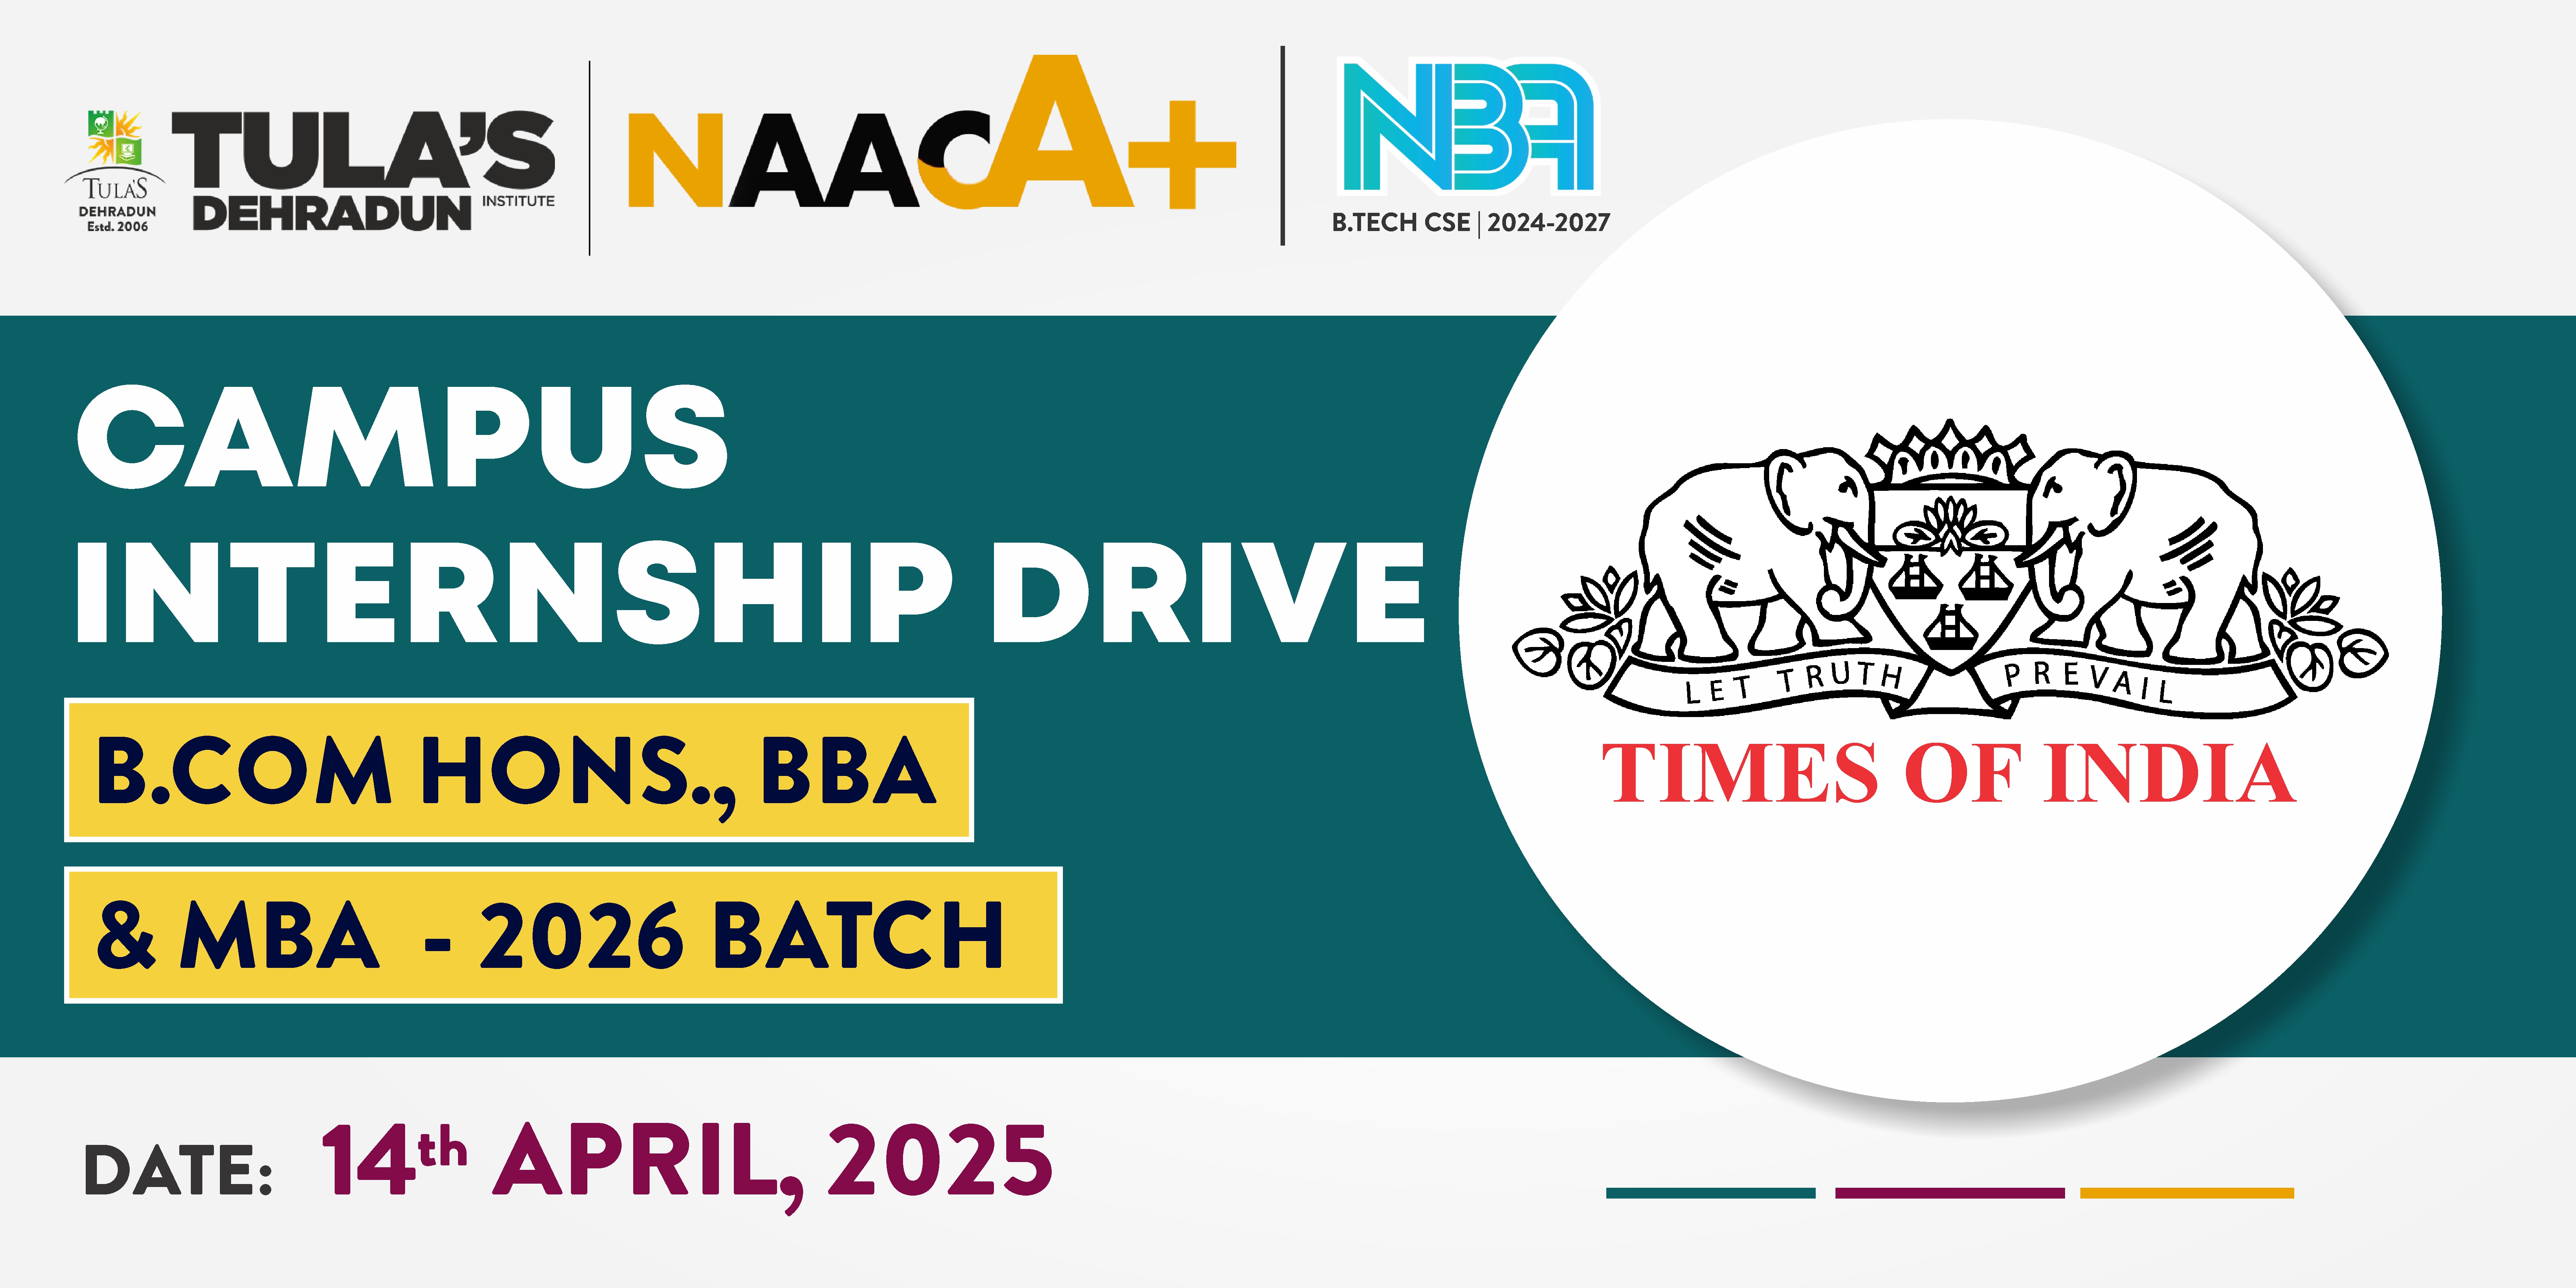 TULA'S
DEHRADUN
Estd. 2006
TULA'S
DEHRADUN INSTITUTE
NAAC A+
NBA
B.TECH CSE | 2024-2027
CAMPUS
INTERNSHIP DRIVE
B.COM HONS., BBA
& MBA - 2026 BATCH
LET TRUTH PREVAIL
TIMES OF INDIA
DATE: 14th APRIL, 2025